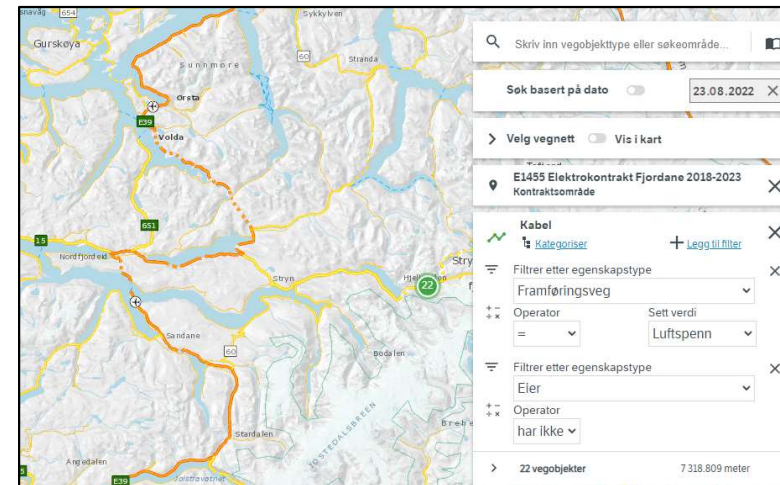 654
Sykkylven
Gurskøya
Sunnmøre
60
Stranda
Ørsta
E39
Volda
651
15
Nordfjordeid
Stryn
22
Sandane
60
Bødalen
Stardalen
JOSTEDALSBREEN
Angedalen
E39
Jølstravatnet
Skriv inn vegobjekttype eller søkeområde...
Søk basert på dato
23.08.2022
Velg vegnett Vis i kart
E1455 Elektrokontrakt Fjordane 2018-2023
Kontraktsområde
Kabel
Kategoriser Legg til filter
Filtrer etter egenskapstype
Framføringsveg
Operator Sett verdi
= Luftspenn
Filtrer etter egenskapstype
Eier
Operator
har ikke
22 vegobjekter 7 318.809 meter